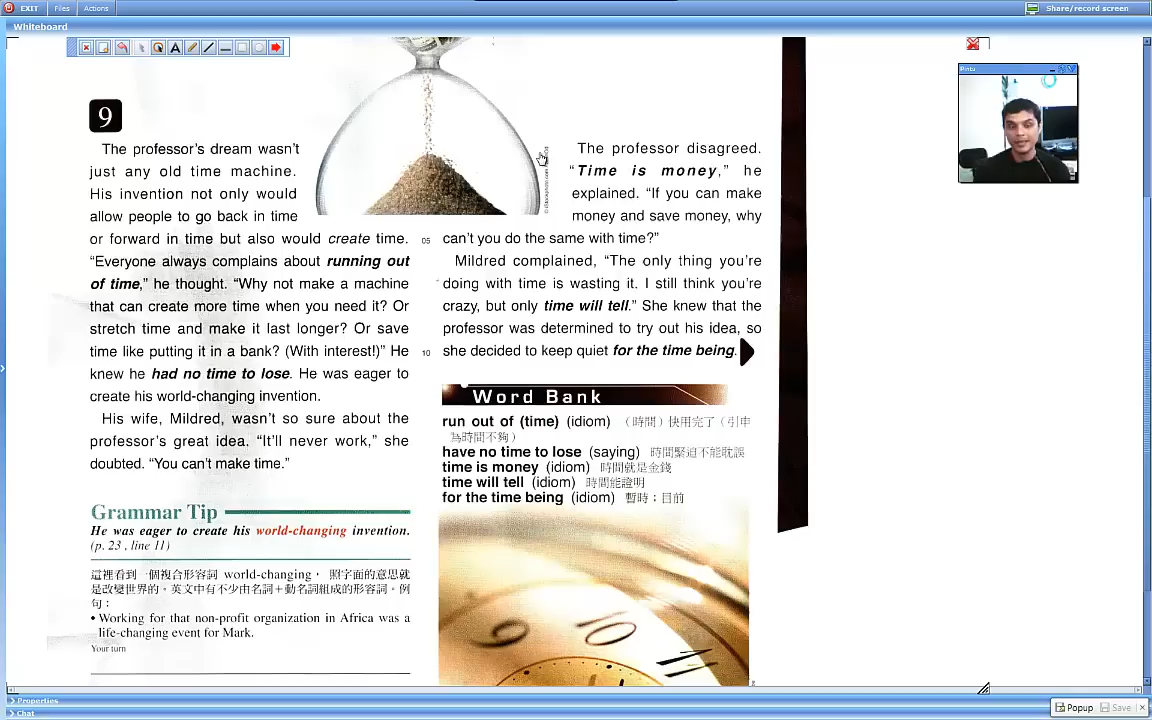 EXIT Files Actions Share/record screen
Whiteboard
Pintu
9
The professor's dream wasn't
just any old time machine.
His invention not only would
allow people to go back in time
or forward in time but also would create time.
“Everyone always complains about running out
of time,” he thought. “Why not make a machine
that can create more time when you need it? Or
stretch time and make it last longer? Or save
time like putting it in a bank? (With interest!)” He
knew he had no time to lose. He was eager to
create his world-changing invention.
His wife, Mildred, wasn't so sure about the
professor's great idea. “It'll never work,” she
doubted. “You can't make time.”
Grammar Tip
He was eager to create his world-changing invention.
(p. 23 , line 11)
這裡看到一個複合形容詞 world-changing， 照字面的意思就
是改變世界的。英文中有不少由名詞＋動名詞組成的形容詞。例
句：
• Working for that non-profit organization in Africa was a
life-changing event for Mark.
Your turn
The professor disagreed.
“Time is money,” he
explained. “If you can make
money and save money, why
05 can't you do the same with time?”
Mildred complained, “The only thing you're
doing with time is wasting it. I still think you're
crazy, but only time will tell.” She knew that the
professor was determined to try out his idea, so
10 she decided to keep quiet for the time being.
Word Bank
run out of (time) (idiom) （時間）快用完了（引申
為時間不夠）
have no time to lose (saying) 時間緊迫不能耽誤
time is money (idiom) 時間就是金錢
time will tell (idiom) 時間能證明
for the time being (idiom) 暫時；目前
9 10 11
Properties
Chat
Popup Save